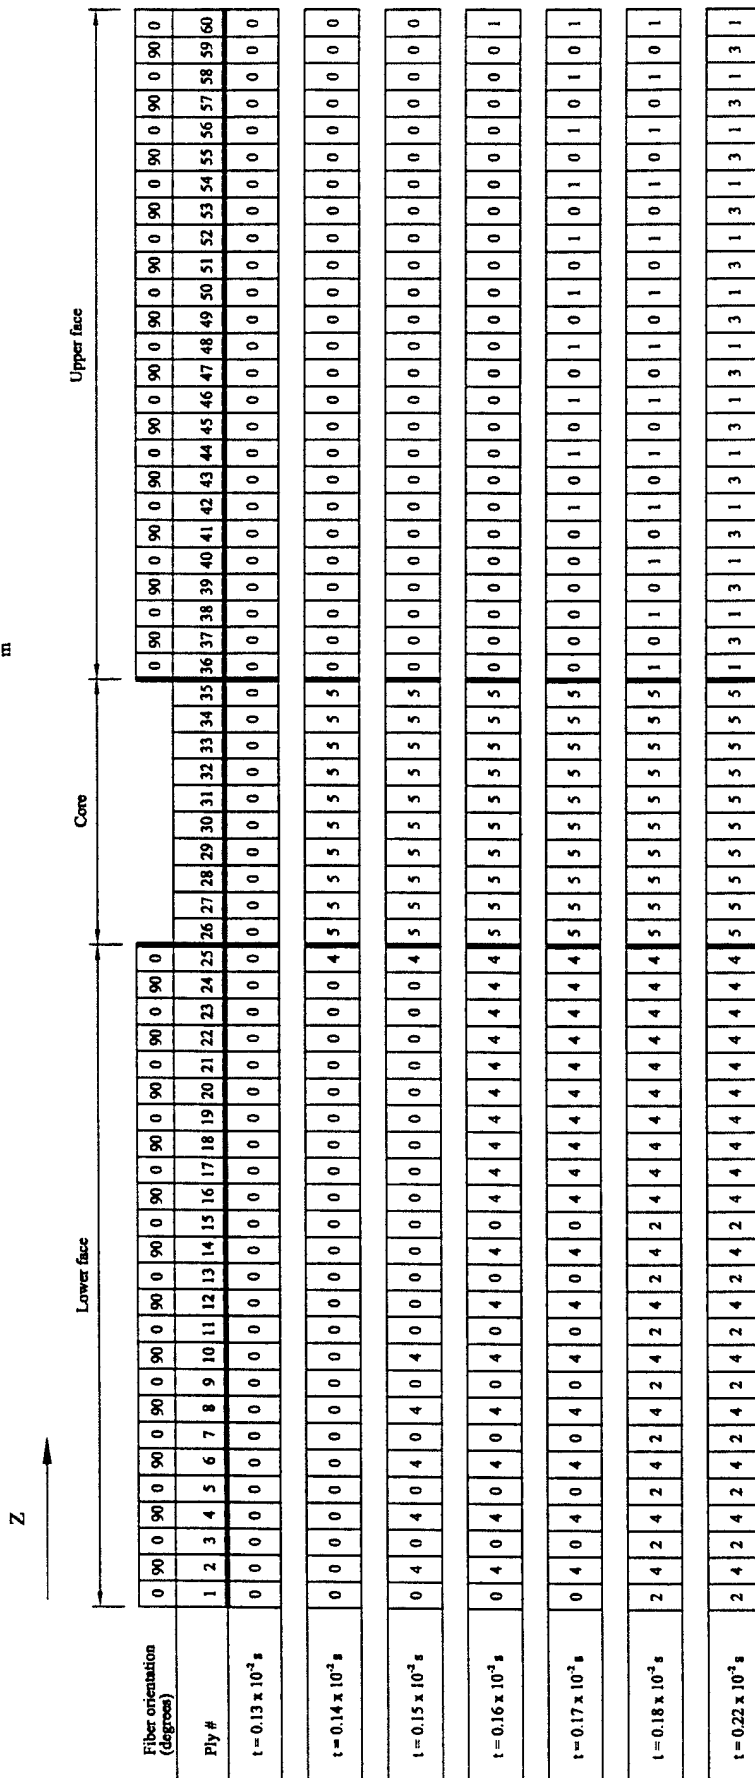 Z
m
Lower face Core Upper face
Fiber orientation (degrees) 0 90 0 90 0 90 0 90 0 90 0 90 0 90 0 90 0 90 0 90 0 90 0 90 0 0 90 0 90 0 90 0 90 0 90 0 90 0 90 0 90 0 90 0 90 0 90 0 90 0
Ply # 1 2 3 4 5 6 7 8 9 10 11 12 13 14 15 16 17 18 19 20 21 22 23 24 25 26 27 28 29 30 31 32 33 34 35 36 37 38 39 40 41 42 43 44 45 46 47 48 49 50 51 52 53 54 55 56 57 58 59 60
t = 0.13 x 10⁻² s 0 0 0 0 0 0 0 0 0 0 0 0 0 0 0 0 0 0 0 0 0 0 0 0 0 0 0 0 0 0 0 0 0 0 0 0 0 0 0 0 0 0 0 0 0 0 0 0 0 0 0 0 0 0 0 0 0 0 0 0
t = 0.14 x 10⁻² s 0 0 0 0 0 0 0 0 0 0 0 0 0 0 0 0 0 0 0 0 0 0 0 0 4 5 5 5 5 5 5 5 5 5 5 0 0 0 0 0 0 0 0 0 0 0 0 0 0 0 0 0 0 0 0 0 0 0 0 0
t = 0.15 x 10⁻² s 0 4 0 4 0 4 0 4 0 4 0 0 0 0 0 0 0 0 0 0 0 0 0 0 4 5 5 5 5 5 5 5 5 5 5 0 0 0 0 0 0 0 0 0 0 0 0 0 0 0 0 0 0 0 0 0 0 0 0 0
t = 0.16 x 10⁻² s 0 4 0 4 0 4 0 4 0 4 0 4 0 4 0 4 4 4 4 4 4 4 4 4 4 5 5 5 5 5 5 5 5 5 5 0 0 0 0 0 0 0 0 0 0 0 0 0 0 0 0 0 0 0 0 0 0 0 0 1
t = 0.17 x 10⁻² s 0 4 0 4 0 4 0 4 0 4 0 4 0 4 0 4 4 4 4 4 4 4 4 4 4 5 5 5 5 5 5 5 5 5 5 0 0 0 0 0 0 1 0 1 0 1 0 1 0 1 0 1 0 1 0 1 0 1 0 1
t = 0.18 x 10⁻² s 2 4 2 4 2 4 2 4 2 4 2 4 2 4 2 4 4 4 4 4 4 4 4 4 4 5 5 5 5 5 5 5 5 5 5 1 0 1 0 1 0 1 0 1 0 1 0 1 0 1 0 1 0 1 0 1 0 1 0 1
t = 0.22 x 10⁻² s 2 4 2 4 2 4 2 4 2 4 2 4 2 4 2 4 4 4 4 4 4 4 4 4 4 5 5 5 5 5 5 5 5 5 5 1 3 1 3 1 3 1 3 1 3 1 3 1 3 1 3 1 3 1 3 1 3 1 3 1